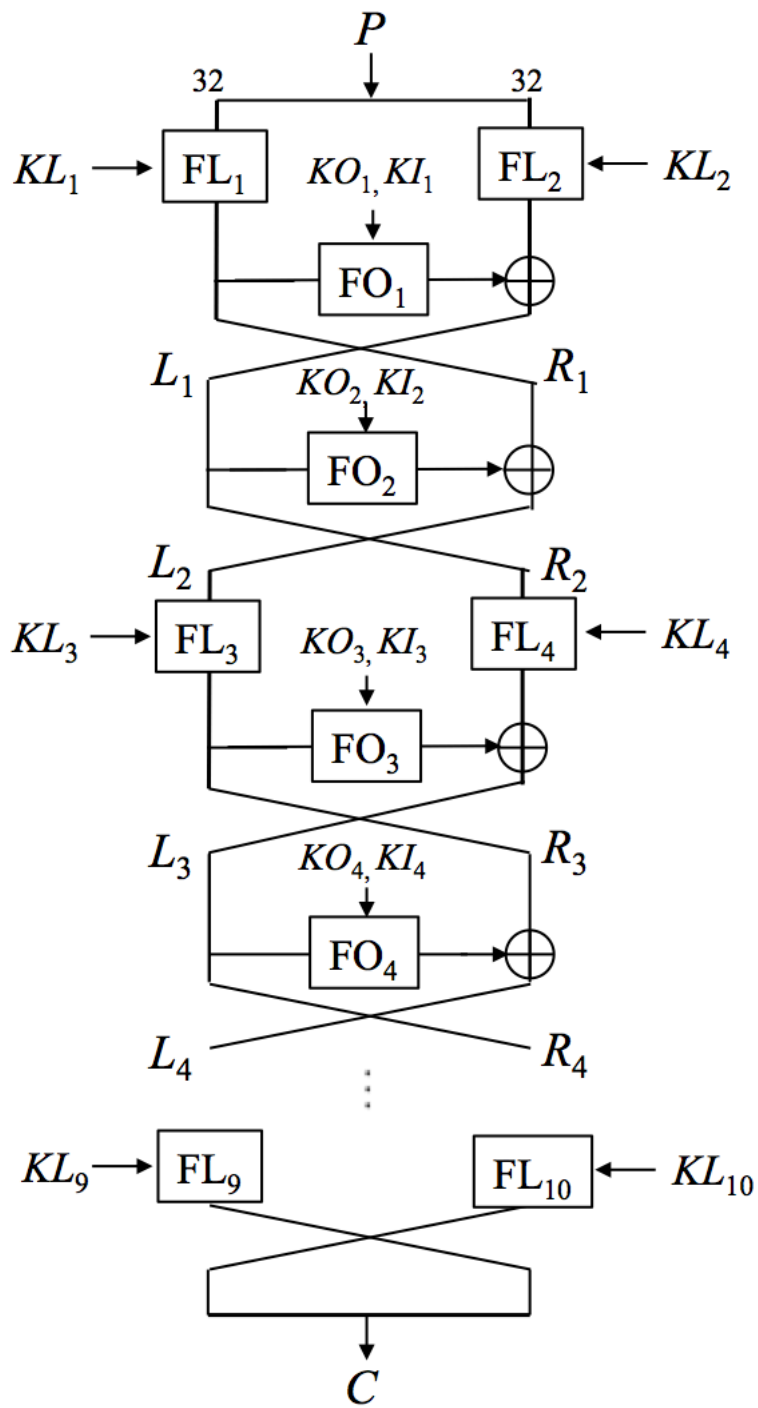 P
32 32
KL₁ FL₁ KO₁, KI₁ FL₂ KL₂
FO₁
L₁ R₁
KO₂, KI₂
FO₂
L₂ R₂
KL₃ FL₃ KO₃, KI₃ FL₄ KL₄
FO₃
L₃ R₃
KO₄, KI₄
FO₄
L₄ R₄
KL₉ FL₉ FL₁₀ KL₁₀
C